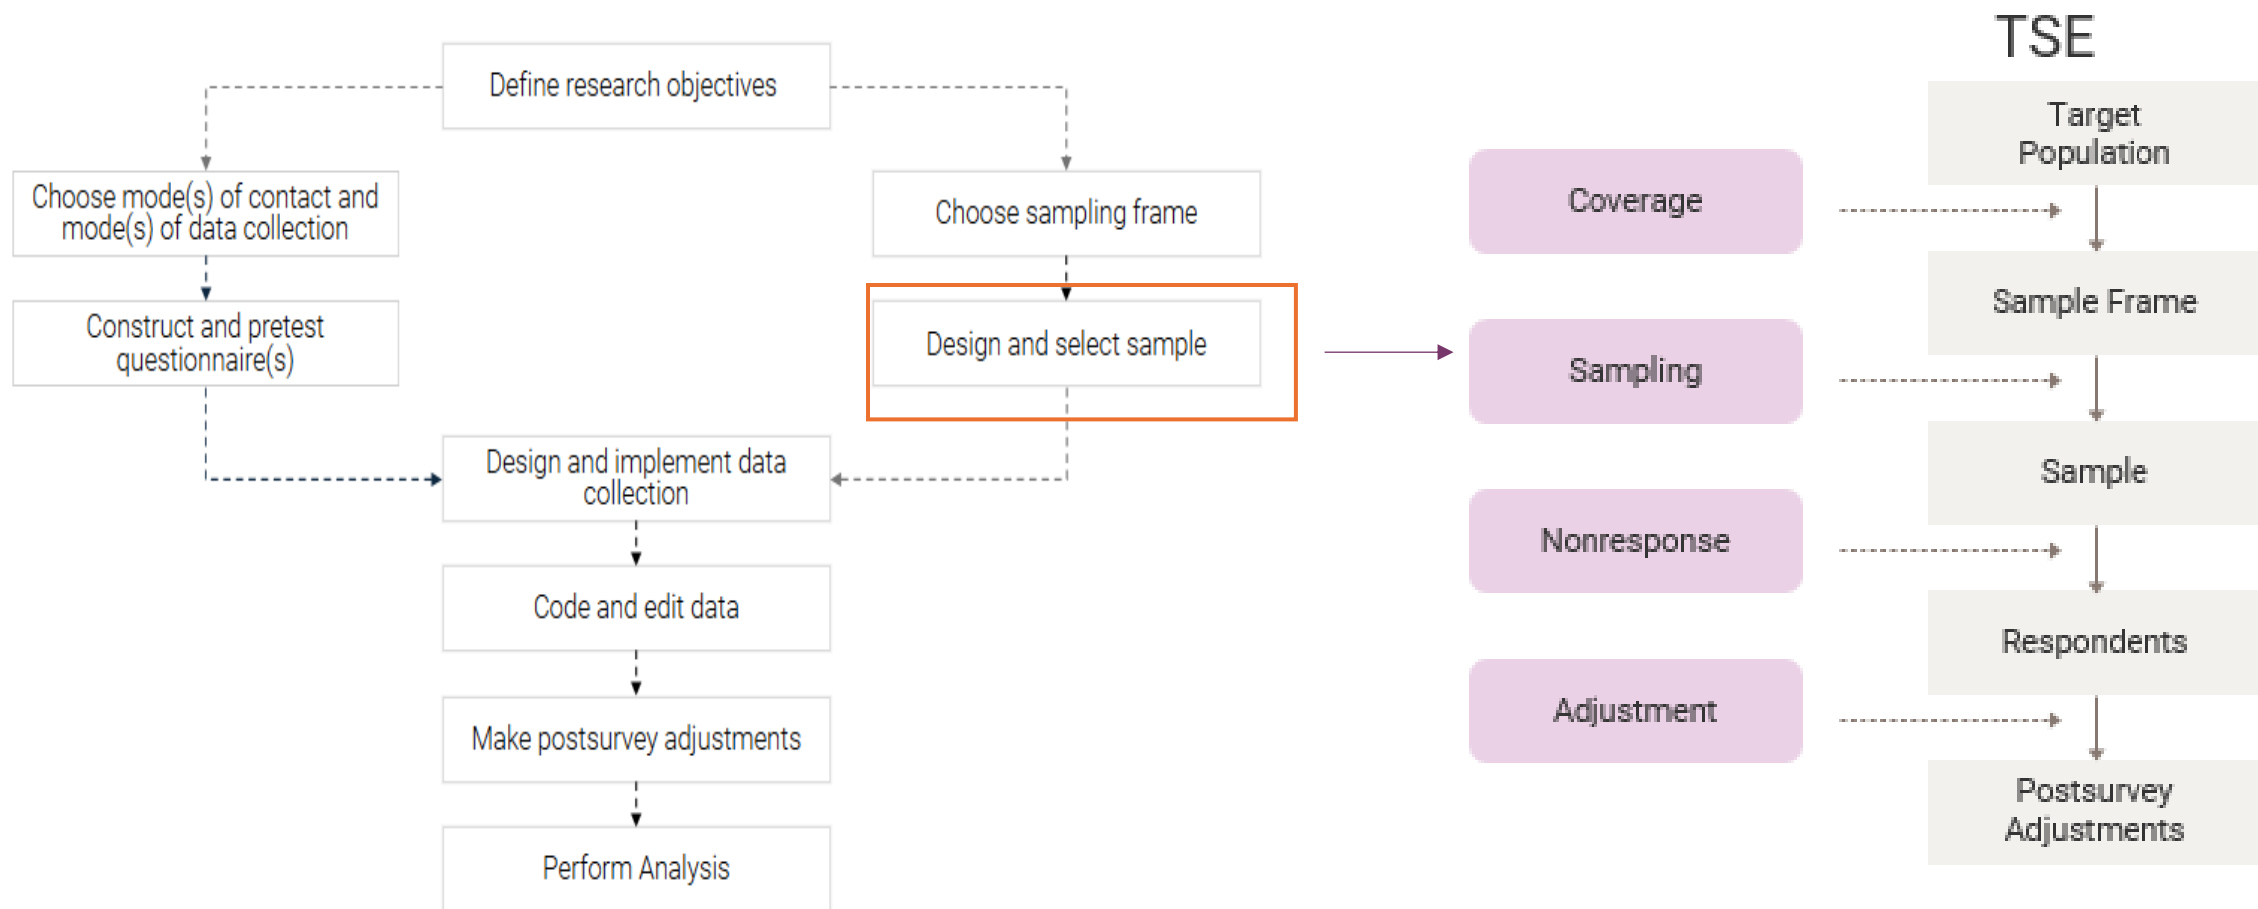 Define research objectives
Choose mode(s) of contact and
mode(s) of data collection
Choose sampling frame
Construct and pretest
questionnaire(s)
Design and select sample
Design and implement data
collection
Code and edit data
Make postsurvey adjustments
Perform Analysis
Coverage
Sampling
Nonresponse
Adjustment
TSE
Target
Population
Sample Frame
Sample
Respondents
Postsurvey
Adjustments